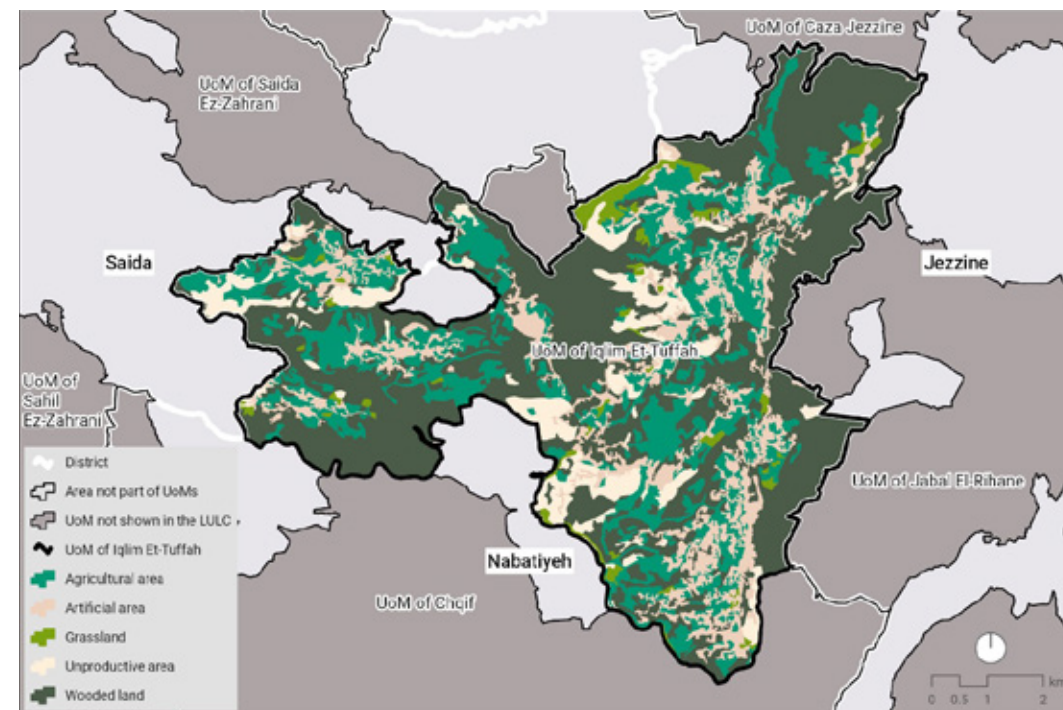 UoM of Caza Jezzine
UoM of Saida
Ez-Zahrani
Saida
Jezzine
UoM of Iqlim Et-Tuffah
UoM of
Sahil
Ez-Zahrani
District
Area not part of UoMs
UoM not shown in the LULC
UoM of Iqlim Et-Tuffah
Agricultural area
Artificial area
Grassland
Unproductive area
Wooded land
UoM of Jabal El-Rihane
Nabatiyeh
UoM of Chqif
km
0 0.5 1 2